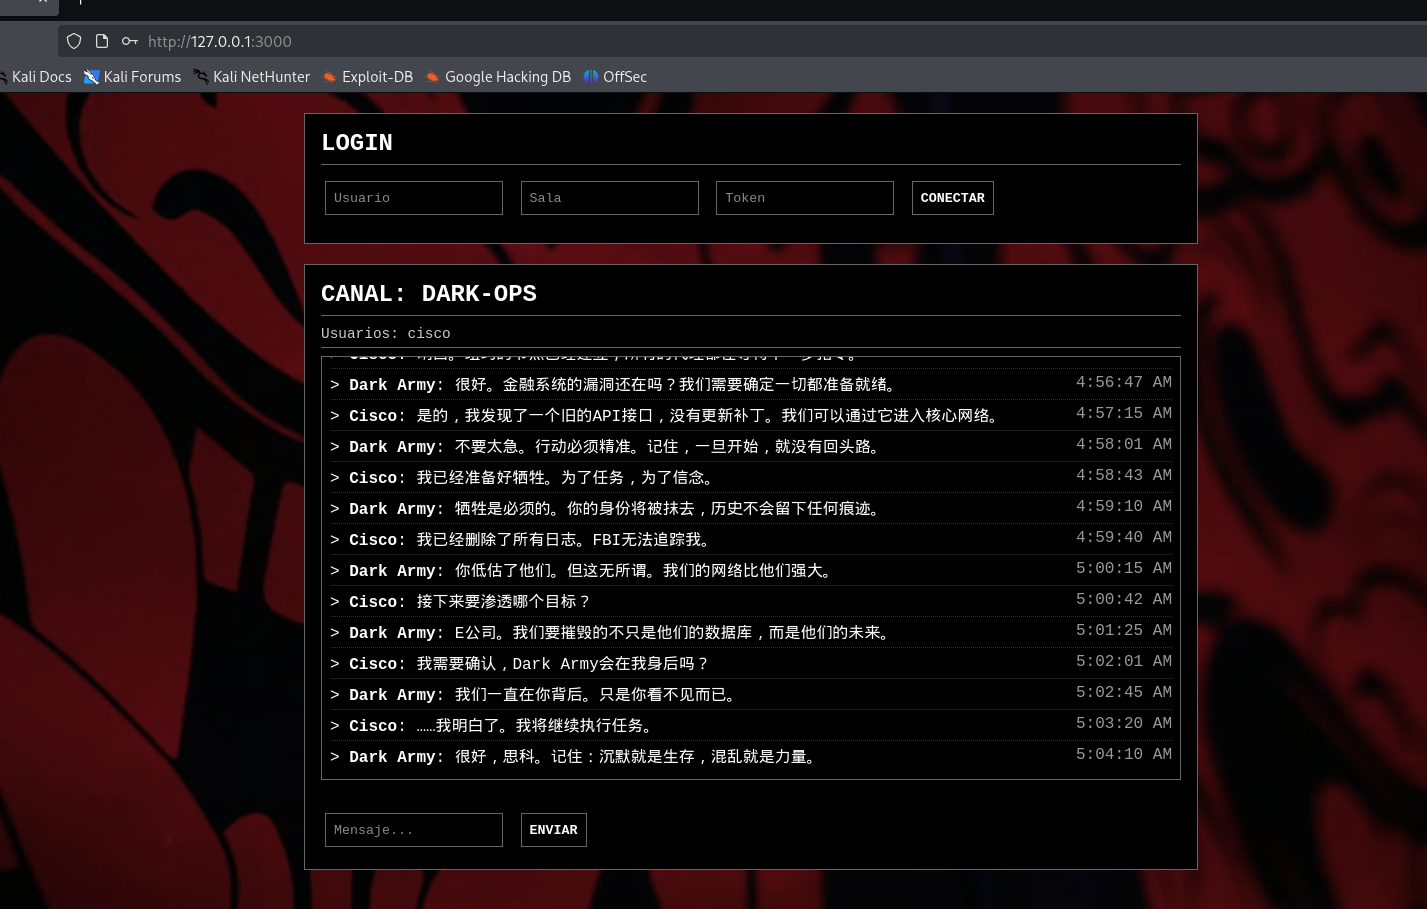 http://127.0.0.1:3000
Kali Docs Kali Forums Kali NetHunter Exploit-DB Google Hacking DB OffSec
LOGIN
Usuario Sala Token CONECTAR
CANAL: DARK-OPS
Usuarios: cisco
> Dark Army: 很好。金融系统的漏洞还在吗？我们需要确定一切都准备就绪。 4:56:47 AM
> Cisco: 是的，我发现了一个旧的API接口，没有更新补丁。我们可以通过它进入核心网络。 4:57:15 AM
> Dark Army: 不要太急。行动必须精准。记住，一旦开始，就没有回头路。 4:58:01 AM
> Cisco: 我已经准备好牺牲。为了任务，为了信念。 4:58:43 AM
> Dark Army: 牺牲是必须的。你的身份将被抹去，历史不会留下任何痕迹。 4:59:10 AM
> Cisco: 我已经删除了所有日志。FBI无法追踪我。 4:59:40 AM
> Dark Army: 你低估了他们。但这无所谓。我们的网络比他们强大。 5:00:15 AM
> Cisco: 接下来要渗透哪个目标？ 5:00:42 AM
> Dark Army: E公司。我们要摧毁的不只是他们的数据库，而是他们的未来。 5:01:25 AM
> Cisco: 我需要确认，Dark Army会在我身后吗？ 5:02:01 AM
> Dark Army: 我们一直在你背后。只是你看不见而已。 5:02:45 AM
> Cisco: ……我明白了。我将继续执行任务。 5:03:20 AM
> Dark Army: 很好，思科。记住：沉默就是生存，混乱就是力量。 5:04:10 AM
Mensaje... ENVIAR